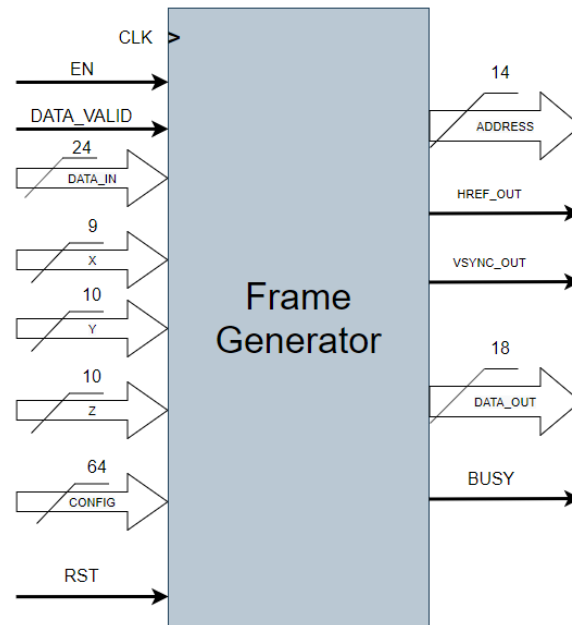 CLK
EN
DATA_VALID
24
DATA_IN
9
X
10
Y
10
Z
64
CONFIG
RST
Frame
Generator
14
ADDRESS
HREF_OUT
VSYNC_OUT
18
DATA_OUT
BUSY